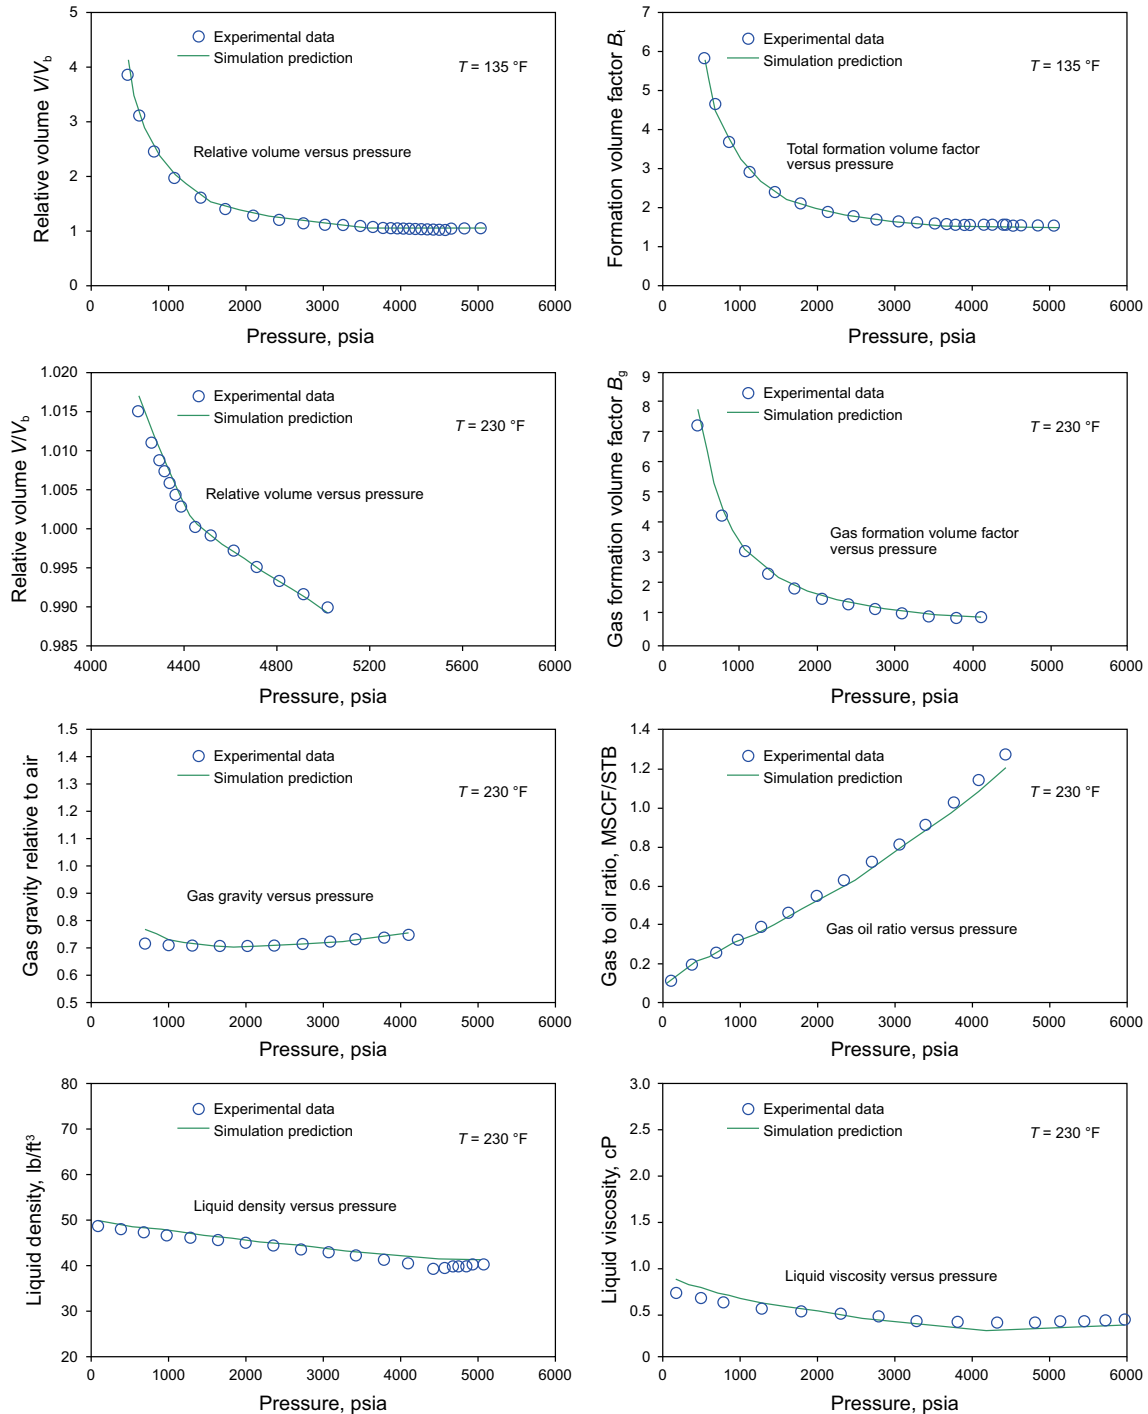 Relative volume V/Vb
5
4
3
2
1
0
Experimental data
Simulation prediction
T = 135 °F
Relative volume versus pressure
0 1000 2000 3000 4000 5000 6000
Pressure, psia
Formation volume factor Bt
7
6
5
4
3
2
1
0
Experimental data
Simulation prediction
T = 135 °F
Total formation volume factor
versus pressure
0 1000 2000 3000 4000 5000 6000
Pressure, psia
Relative volume V/Vb
1.020
1.015
1.010
1.005
1.000
0.995
0.990
0.985
Experimental data
Simulation prediction
T = 230 °F
Relative volume versus pressure
4000 4400 4800 5200 5600 6000
Pressure, psia
Gas formation volume factor Bg
9
8
7
6
5
4
3
2
1
0
Experimental data
Simulation prediction
T = 230 °F
Gas formation volume factor
versus pressure
0 1000 2000 3000 4000 5000 6000
Pressure, psia
Gas gravity relative to air
1.5
1.4
1.3
1.2
1.1
1.0
0.9
0.8
0.7
0.6
0.5
Experimental data
Simulation prediction
T = 230 °F
Gas gravity versus pressure
0 1000 2000 3000 4000 5000 6000
Pressure, psia
Gas to oil ratio, MSCF/STB
1.4
1.2
1.0
0.8
0.6
0.4
0.2
0
Experimental data
Simulation prediction
T = 230 °F
Gas oil ratio versus pressure
0 1000 2000 3000 4000 5000 6000
Pressure, psia
Liquid density, lb/ft³
80
70
60
50
40
30
20
Experimental data
Simulation prediction
T = 230 °F
Liquid density versus pressure
0 1000 2000 3000 4000 5000 6000
Pressure, psia
Liquid viscosity, cP
3.0
2.5
2.0
1.5
1.0
0.5
0
Experimental data
Simulation prediction
T = 230 °F
Liquid viscosity versus pressure
0 1000 2000 3000 4000 5000 6000
Pressure, psia